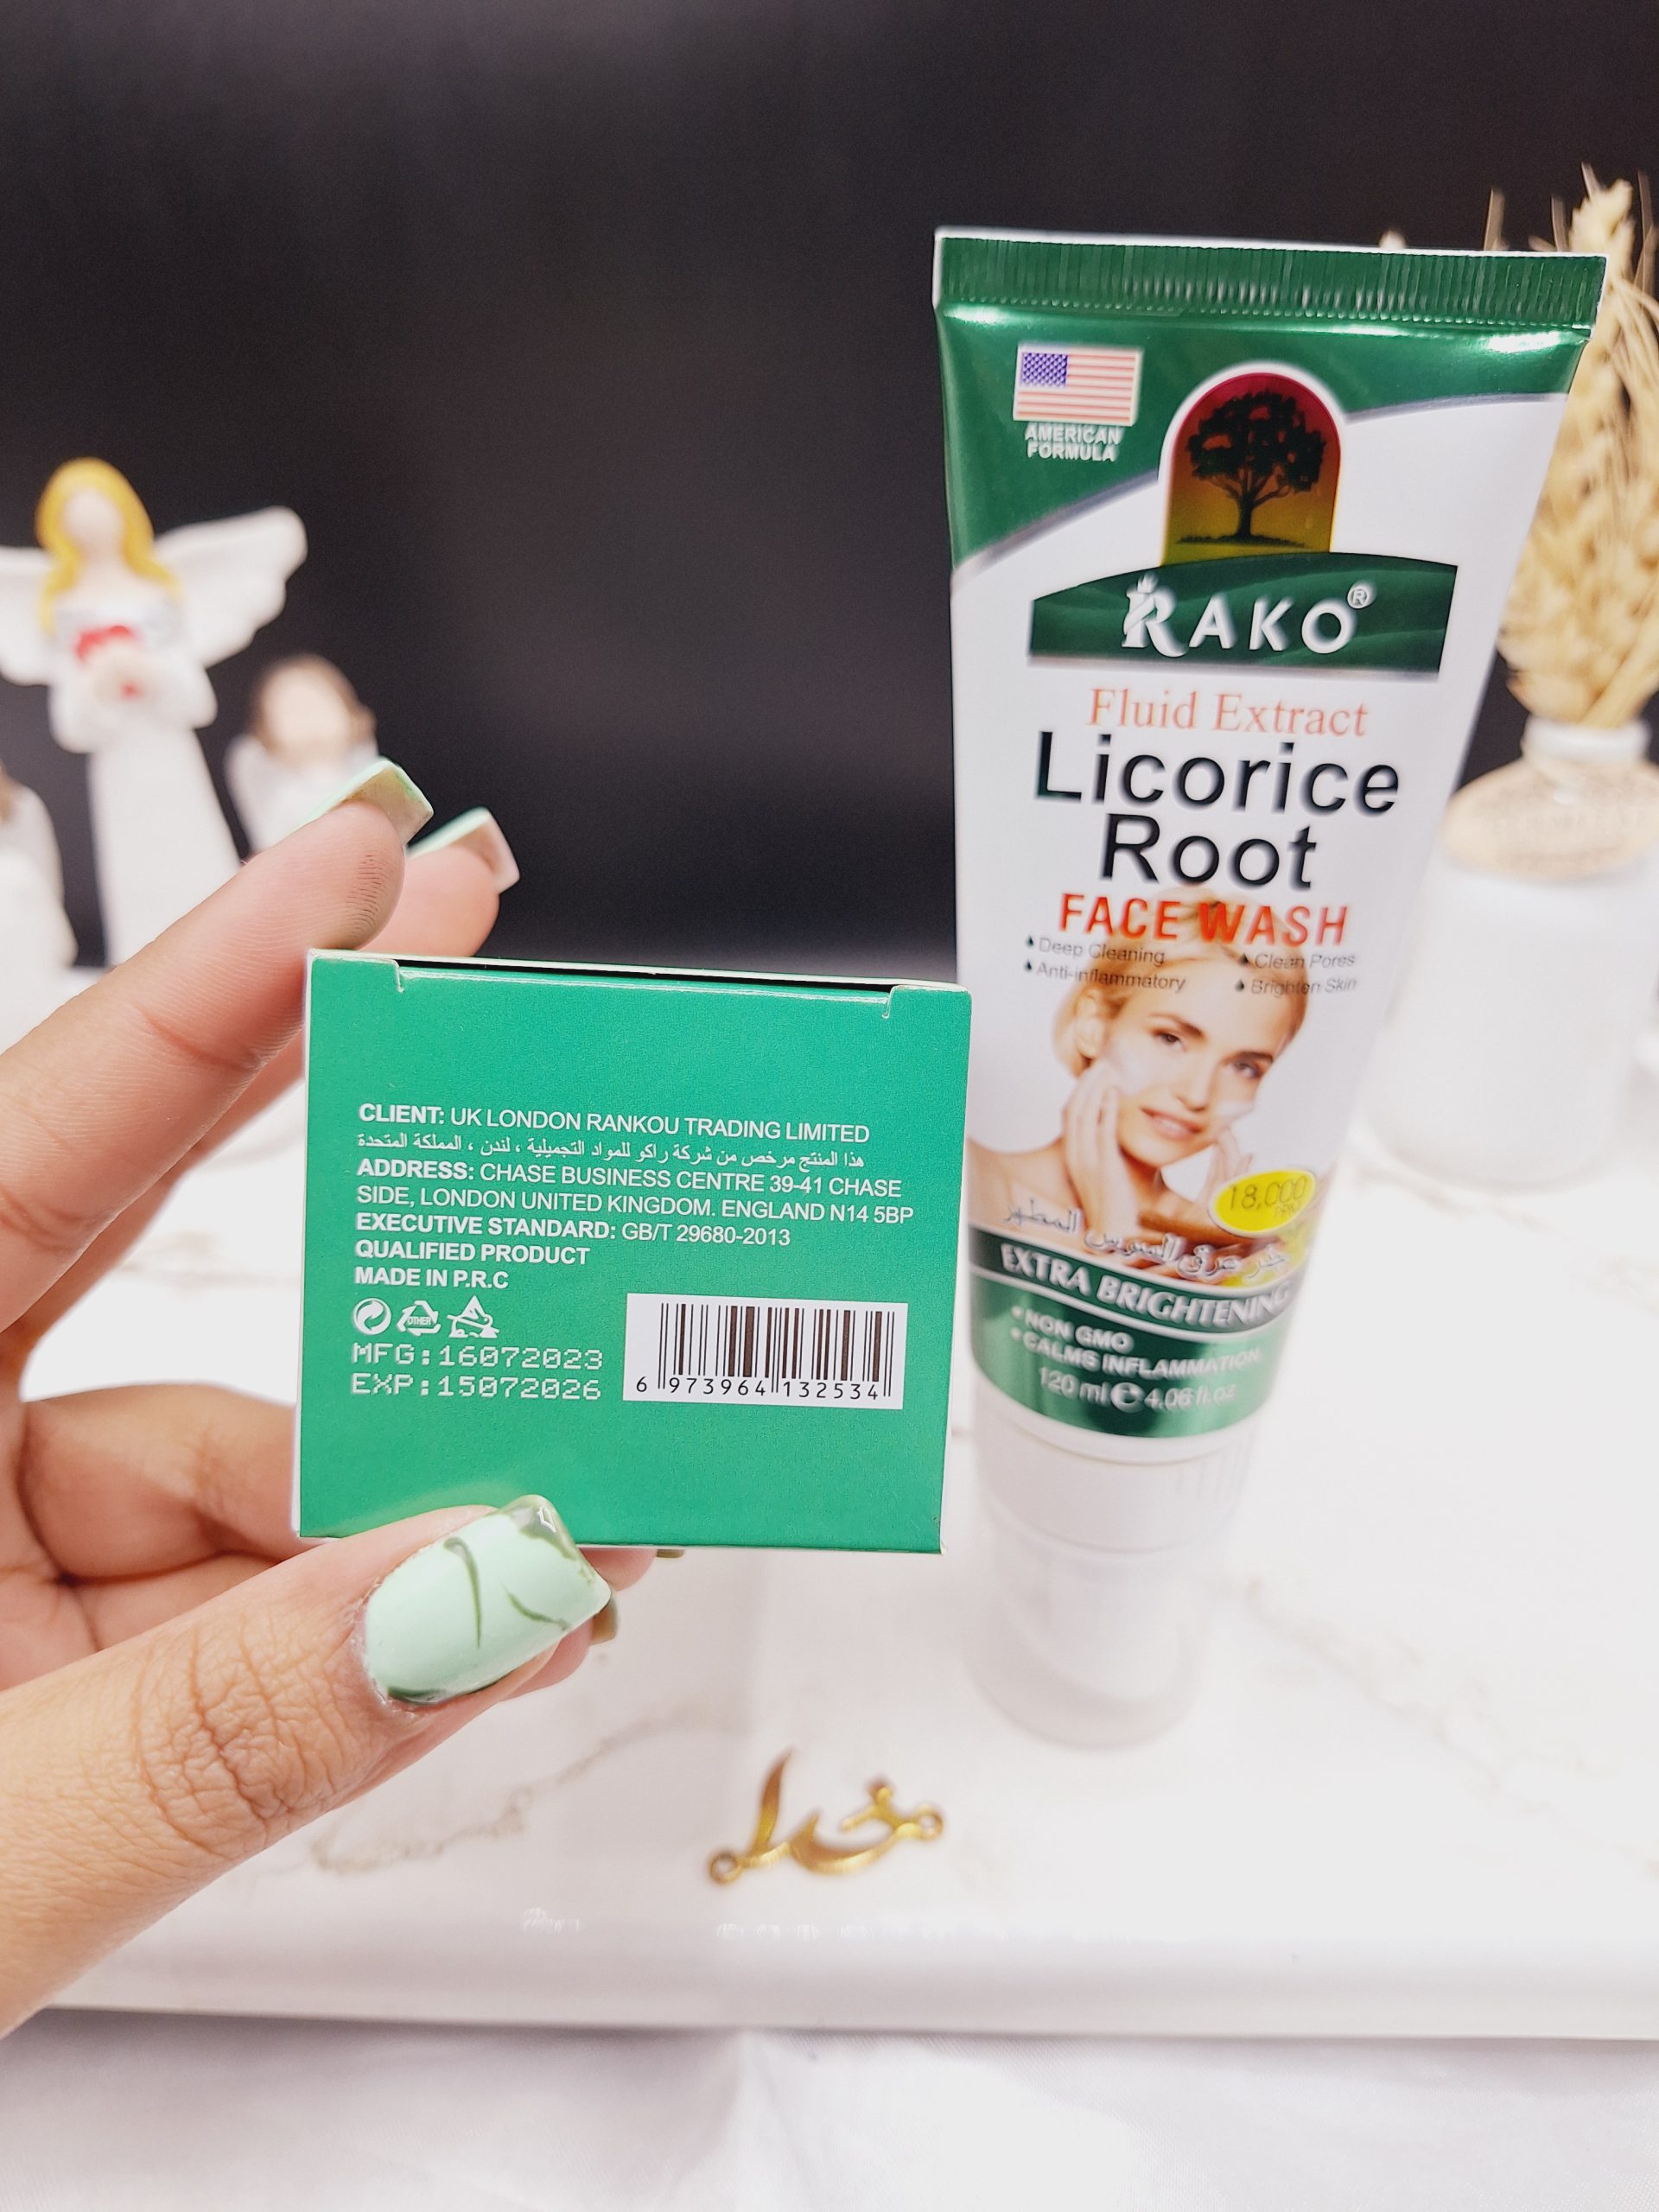 AMERICAN
FORMULA
RAKO®
Fluid Extract
Licorice
Root
FACE WASH
Deep Cleaning
Clean Pores
Anti-inflammatory
Brighten Skin
18,000
EXTRA BRIGHTENING
NON GMO
CALMS INFLAMMATION
120 ml ℮ 4.06 fl.oz
CLIENT: UK LONDON RANKOU TRADING LIMITED
هذا المنتج مرخص من شركة راكو للمواد التجميلية ، لندن ، المملكة المتحدة
ADDRESS: CHASE BUSINESS CENTRE 39-41 CHASE
SIDE, LONDON UNITED KINGDOM. ENGLAND N14 5BP
EXECUTIVE STANDARD: GB/T 29680-2013
QUALIFIED PRODUCT
MADE IN P.R.C
OTHER
MFG:16072023
EXP:15072026
6 973964 132534